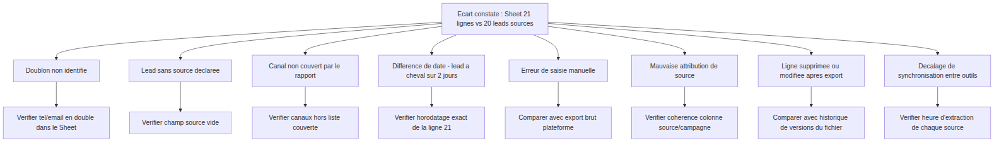 Ecart constate : Sheet 21
lignes vs 20 leads sources
Doublon non identifie
Lead sans source declaree
Canal non couvert par le
rapport
Difference de date - lead a
cheval sur 2 jours
Erreur de saisie manuelle
Mauvaise attribution de
source
Ligne supprimee ou
modifiee apres export
Decalage de
synchronisation entre outils
Verifier tel/email en double
dans le Sheet
Verifier champ source vide
Verifier canaux hors liste
couverte
Verifier horodatage exact
de la ligne 21
Comparer avec export brut
plateforme
Verifier coherence colonne
source/campagne
Comparer avec historique
de versions du fichier
Verifier heure d'extraction
de chaque source